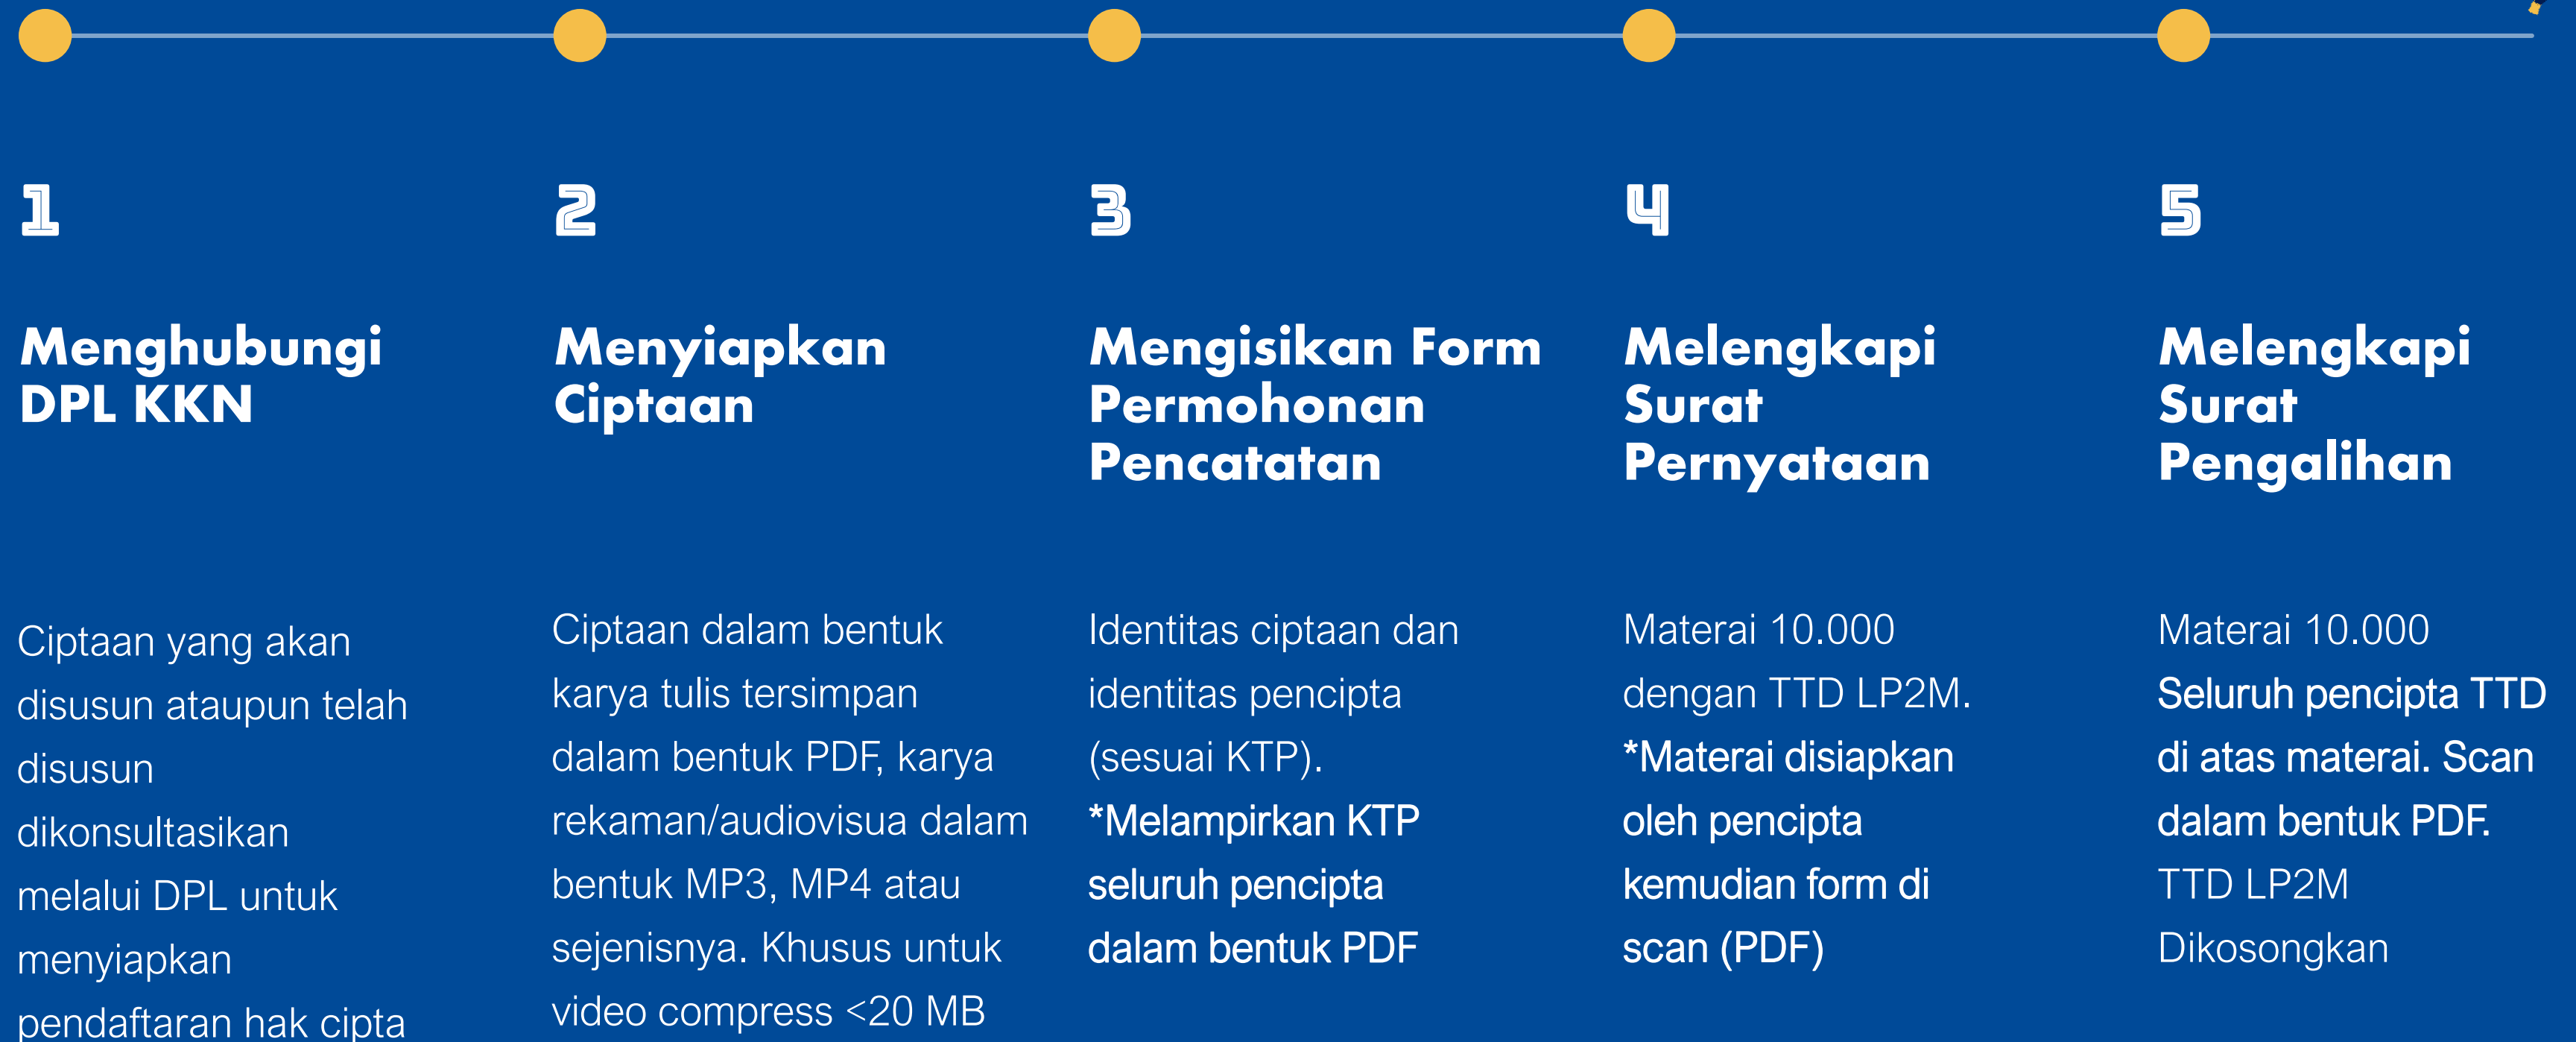 1
Menghubungi
DPL KKN
Ciptaan yang akan
disusun ataupun telah
disusun
dikonsultasikan
melalui DPL untuk
menyiapkan
pendaftaran hak cipta
2
Menyiapkan
Ciptaan
Ciptaan dalam bentuk
karya tulis tersimpan
dalam bentuk PDF, karya
rekaman/audiovisua dalam
bentuk MP3, MP4 atau
sejenisnya. Khusus untuk
video compress <20 MB
3
Mengisikan Form
Permohonan
Pencatatan
Identitas ciptaan dan
identitas pencipta
(sesuai KTP).
*Melampirkan KTP
seluruh pencipta
dalam bentuk PDF
4
Melengkapi
Surat
Pernyataan
Materai 10.000
dengan TTD LP2M.
*Materai disiapkan
oleh pencipta
kemudian form di
scan (PDF)
5
Melengkapi
Surat
Pengalihan
Materai 10.000
Seluruh pencipta TTD
di atas materai. Scan
dalam bentuk PDF.
TTD LP2M
Dikosongkan